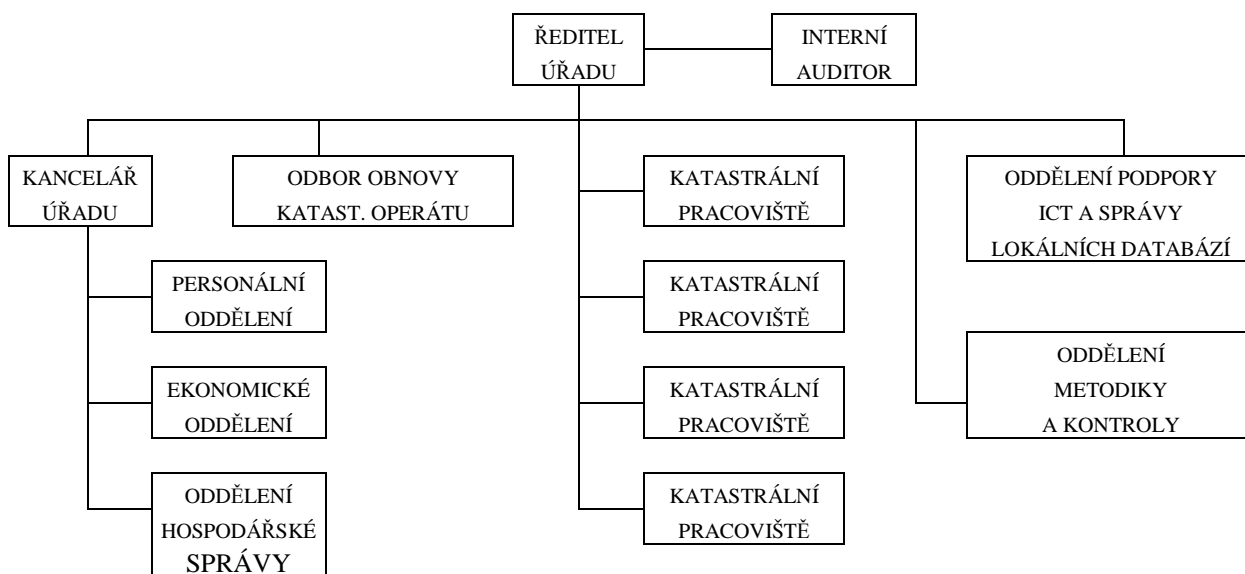 ŘEDITEL
ÚŘADU
INTERNÍ
AUDITOR
KANCELÁŘ
ÚŘADU
ODBOR OBNOVY
KATAST. OPERÁTU
KATASTRÁLNÍ
PRACOVIŠTĚ
ODDĚLENÍ PODPORY
ICT A SPRÁVY
LOKÁLNÍCH DATABÁZÍ
PERSONÁLNÍ
ODDĚLENÍ
KATASTRÁLNÍ
PRACOVIŠTĚ
ODDĚLENÍ
METODIKY
A KONTROLY
EKONOMICKÉ
ODDĚLENÍ
KATASTRÁLNÍ
PRACOVIŠTĚ
ODDĚLENÍ
HOSPODÁŘSKÉ
SPRÁVY
KATASTRÁLNÍ
PRACOVIŠTĚ